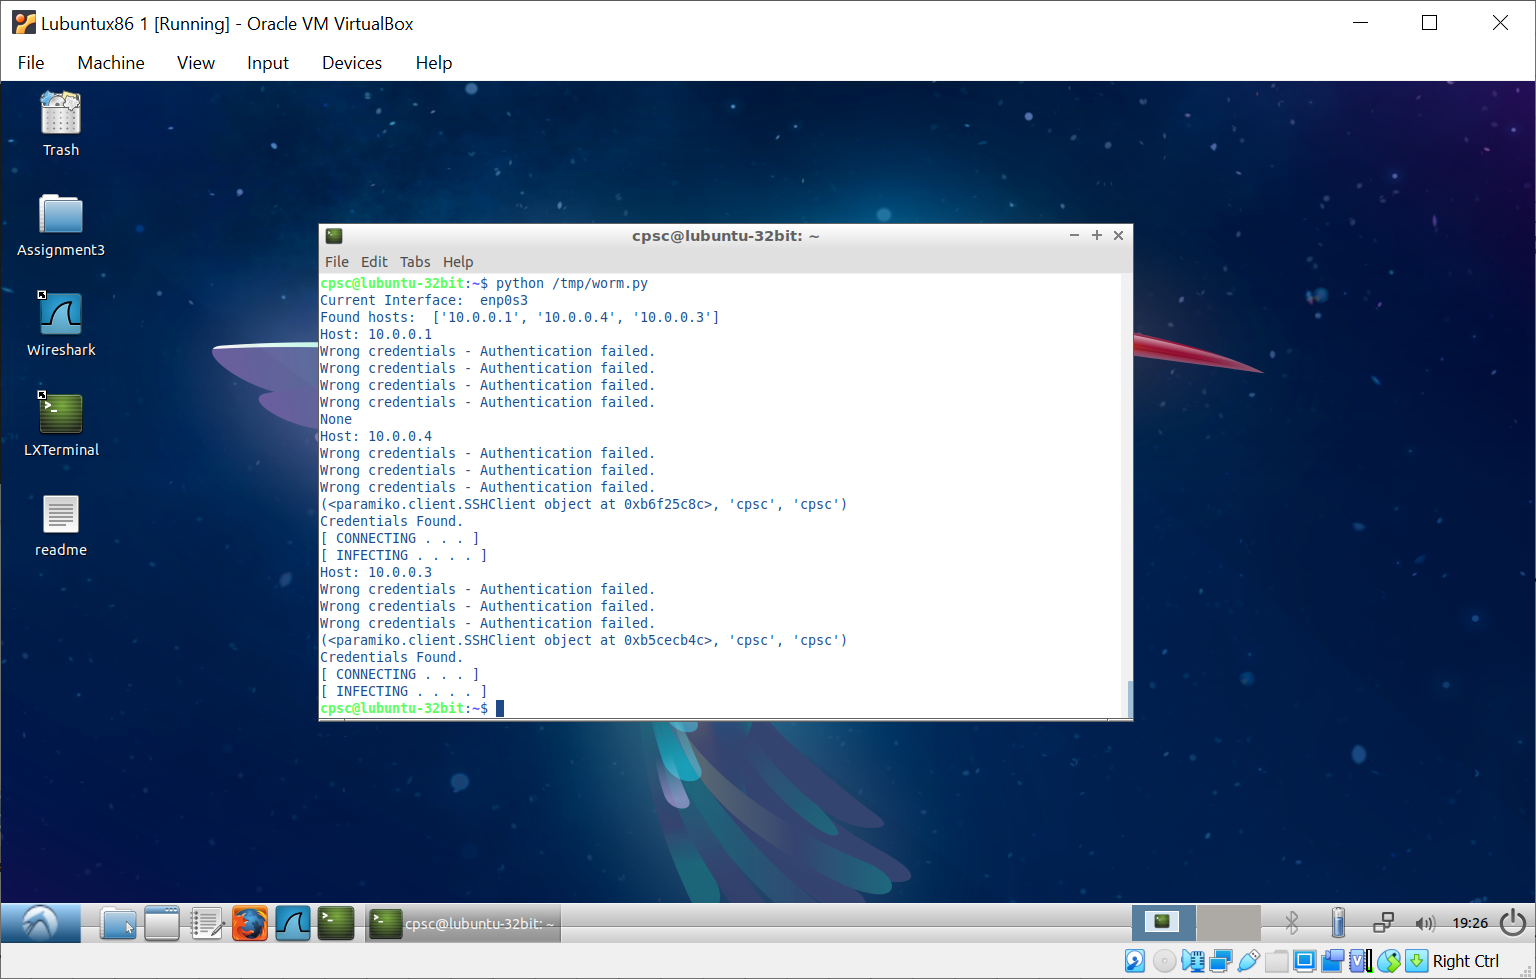 Lubuntux86 1 [Running] - Oracle VM VirtualBox
File Machine View Input Devices Help
Trash
Assignment3
Wireshark
LXTerminal
readme
cpsc@lubuntu-32bit: ~
File Edit Tabs Help
cpsc@lubuntu-32bit:~$ python /tmp/worm.py
Current Interface:  enp0s3
Found hosts:  ['10.0.0.1', '10.0.0.4', '10.0.0.3']
Host: 10.0.0.1
Wrong credentials - Authentication failed.
Wrong credentials - Authentication failed.
Wrong credentials - Authentication failed.
Wrong credentials - Authentication failed.
None
Host: 10.0.0.4
Wrong credentials - Authentication failed.
Wrong credentials - Authentication failed.
Wrong credentials - Authentication failed.
(<paramiko.client.SSHClient object at 0xb6f25c8c>, 'cpsc', 'cpsc')
Credentials Found.
[ CONNECTING . . . ]
[ INFECTING . . . . ]
Host: 10.0.0.3
Wrong credentials - Authentication failed.
Wrong credentials - Authentication failed.
Wrong credentials - Authentication failed.
(<paramiko.client.SSHClient object at 0xb5cecb4c>, 'cpsc', 'cpsc')
Credentials Found.
[ CONNECTING . . . ]
[ INFECTING . . . . ]
cpsc@lubuntu-32bit:~$
cpsc@lubuntu-32bit: ~
19:26
Right Ctrl